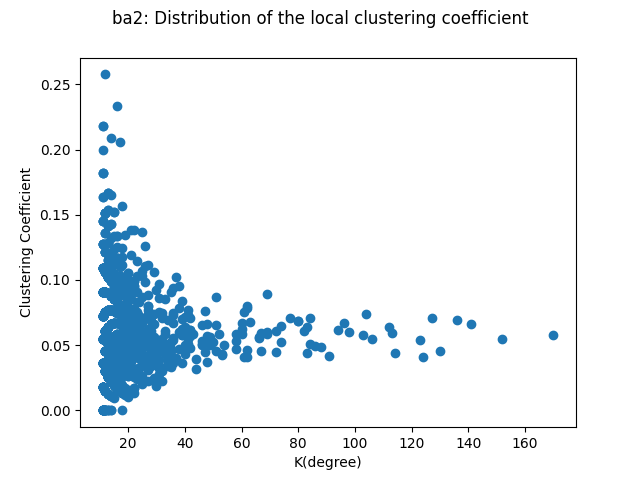 ba2: Distribution of the local clustering coefficient
0.25
0.20
0.15
0.10
0.05
0.00
Clustering Coefficient
20 40 60 80 100 120 140 160
K(degree)